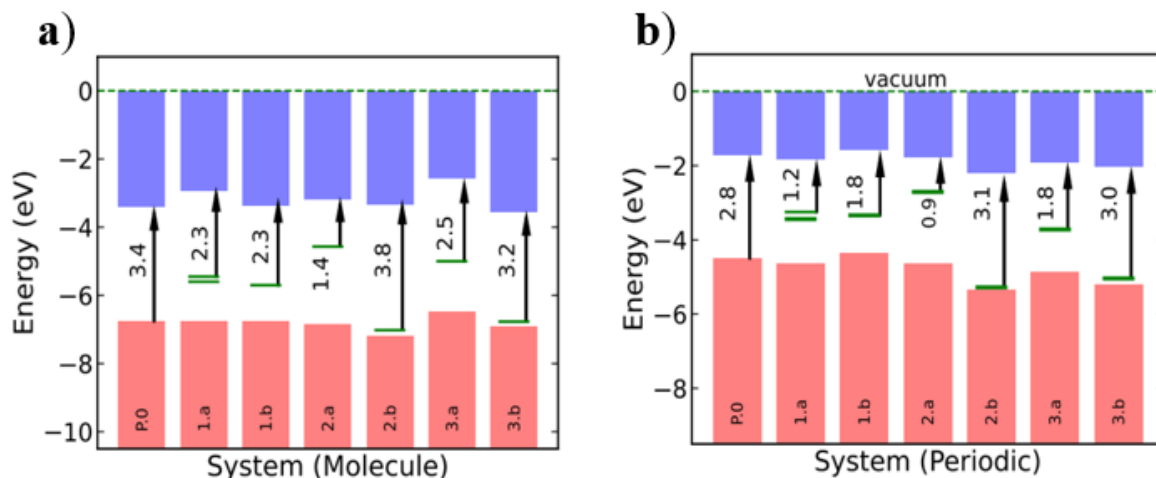 a)
Energy (eV)
0
−2
−4
−6
−8
−10
3.4
2.3
2.3
1.4
3.8
2.5
3.2
P.0
1.a
1.b
2.a
2.b
3.a
3.b
System (Molecule)
b)
Energy (eV)
0
−2
−4
−6
−8
vacuum
2.8
1.2
1.8
0.9
3.1
1.8
3.0
P.0
1.a
1.b
2.a
2.b
3.a
3.b
System (Periodic)